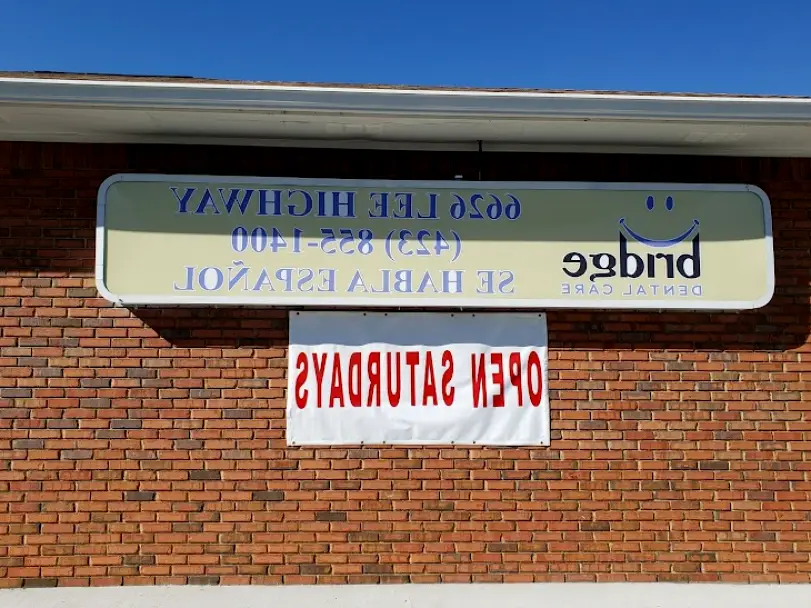 bridge
DENTAL CARE
6626 LEE HIGHWAY
(423) 855-1400
SE HABLA ESPAÑOL
OPEN SATURDAYS